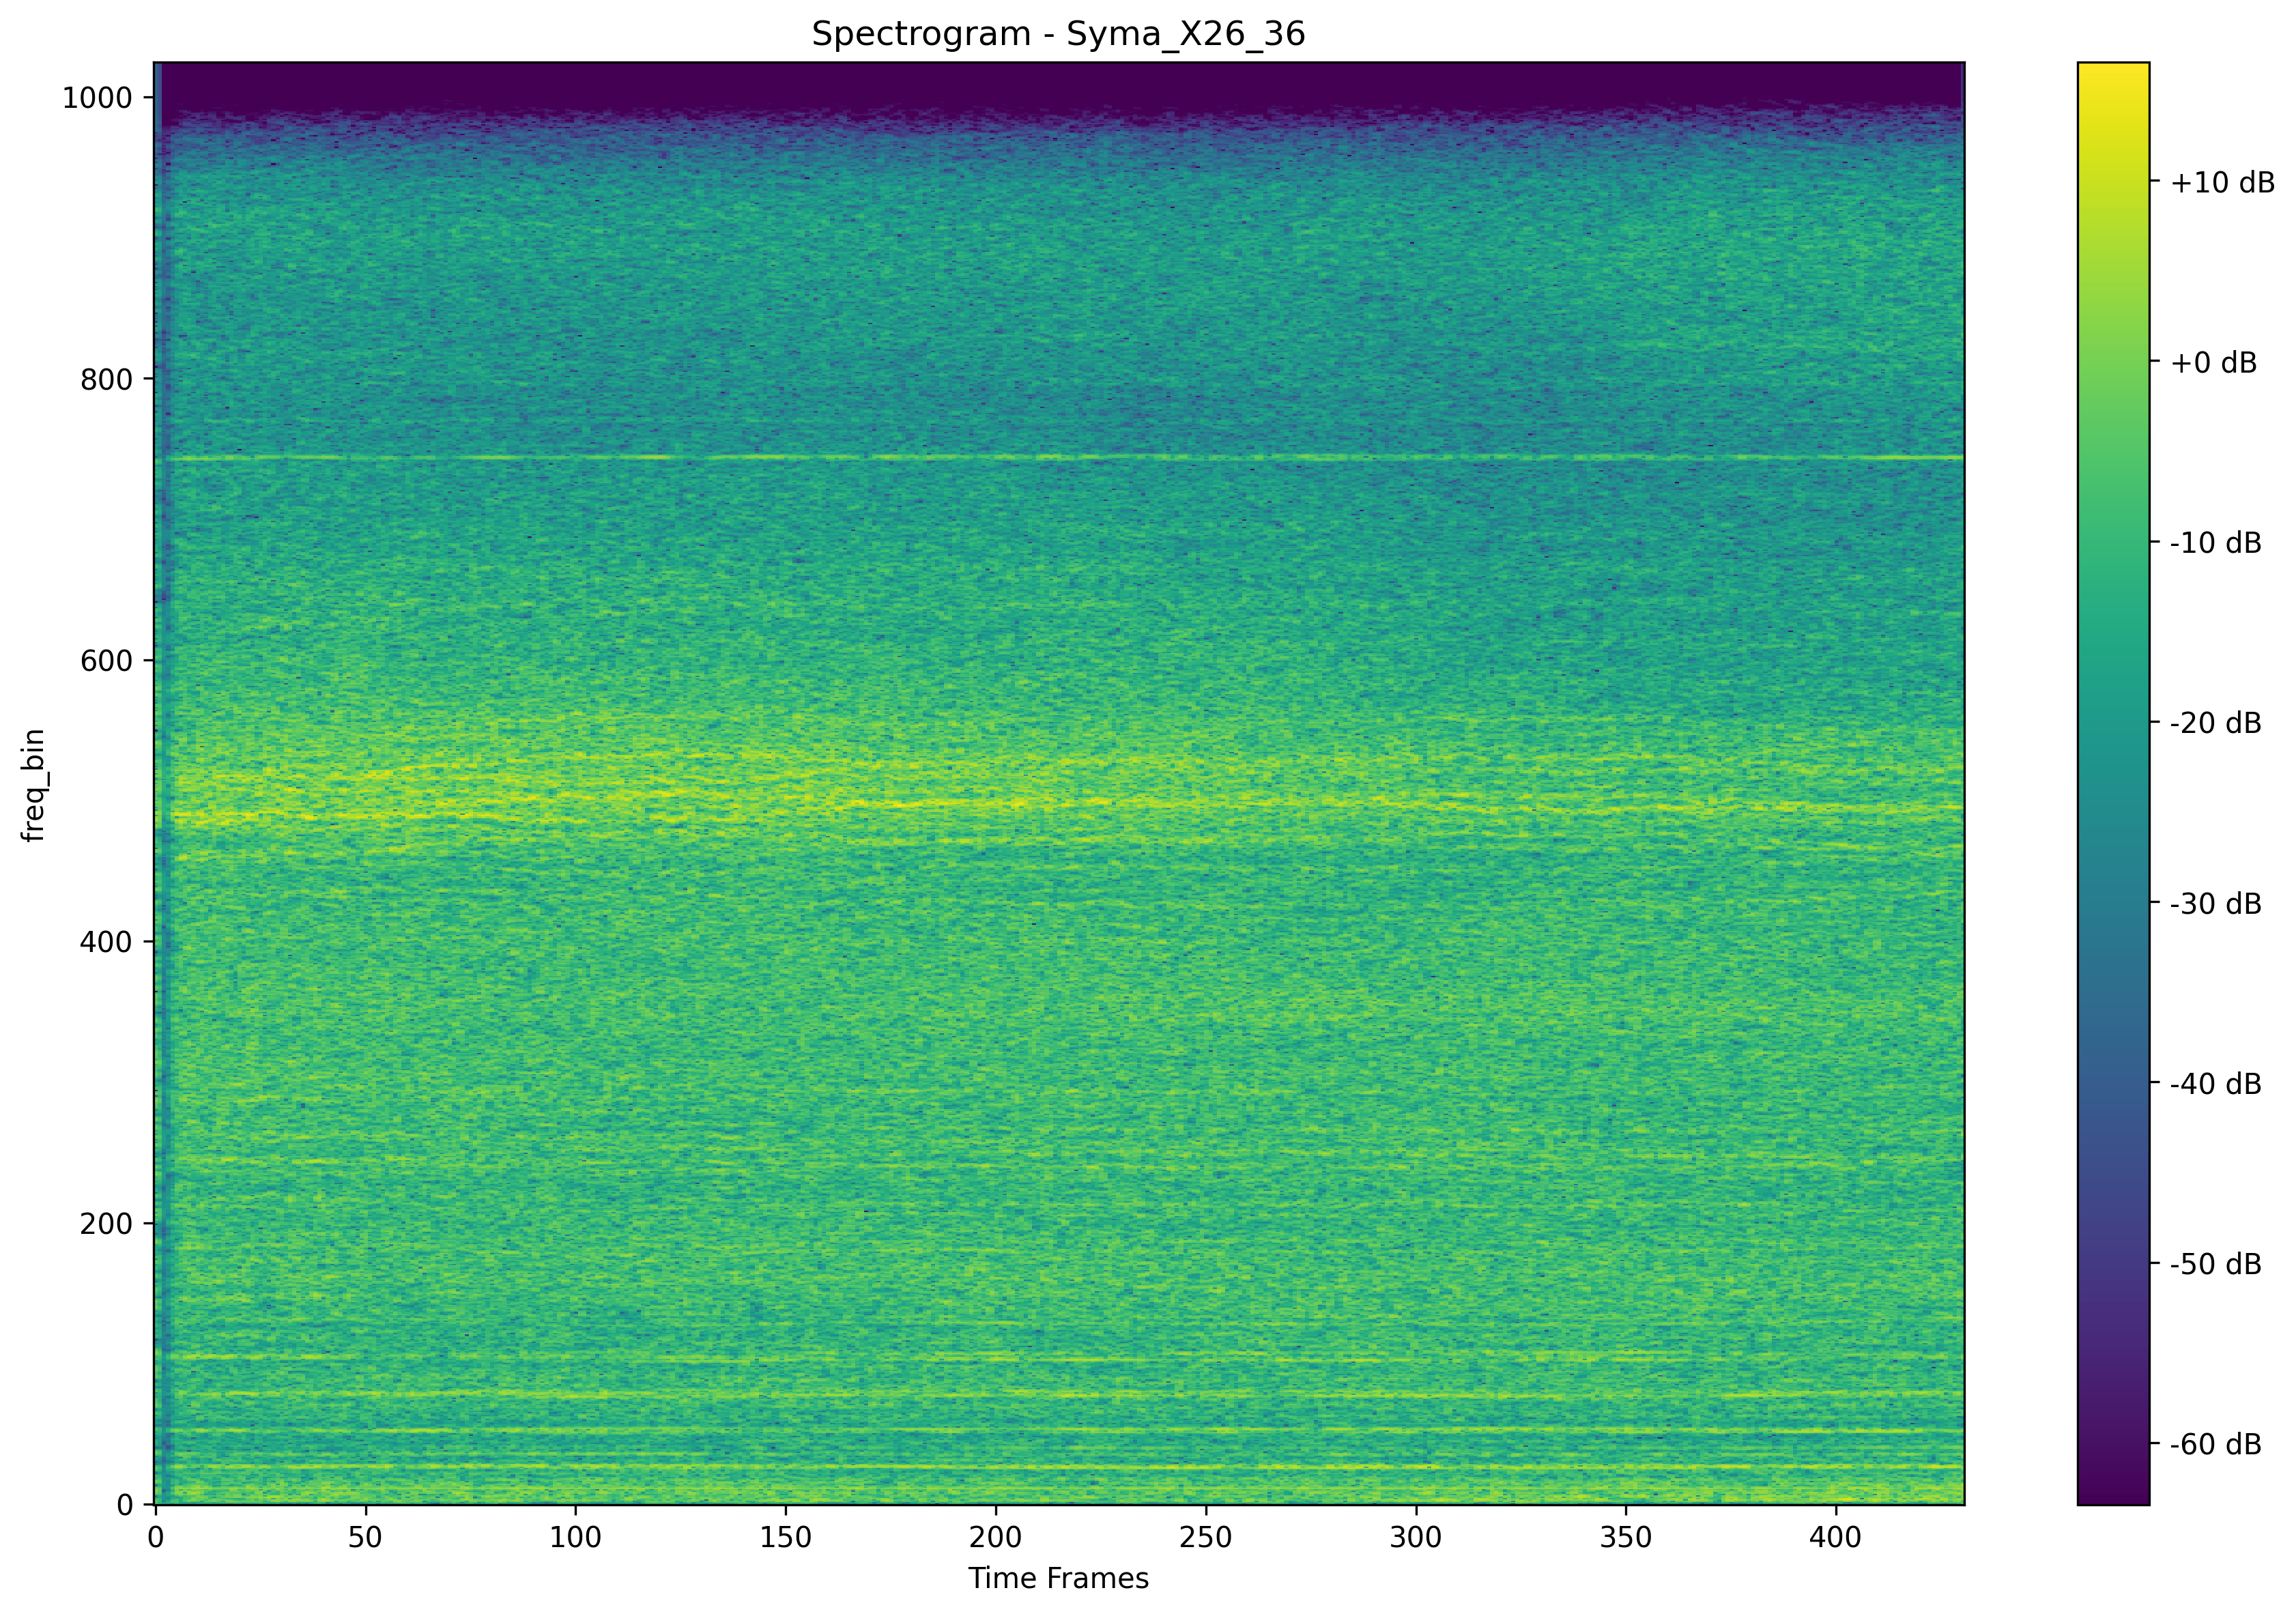 Spectrogram - Syma_X26_36
1000
800
600
400
200
0
freq_bin
0 50 100 150 200 250 300 350 400
Time Frames
+10 dB
+0 dB
-10 dB
-20 dB
-30 dB
-40 dB
-50 dB
-60 dB